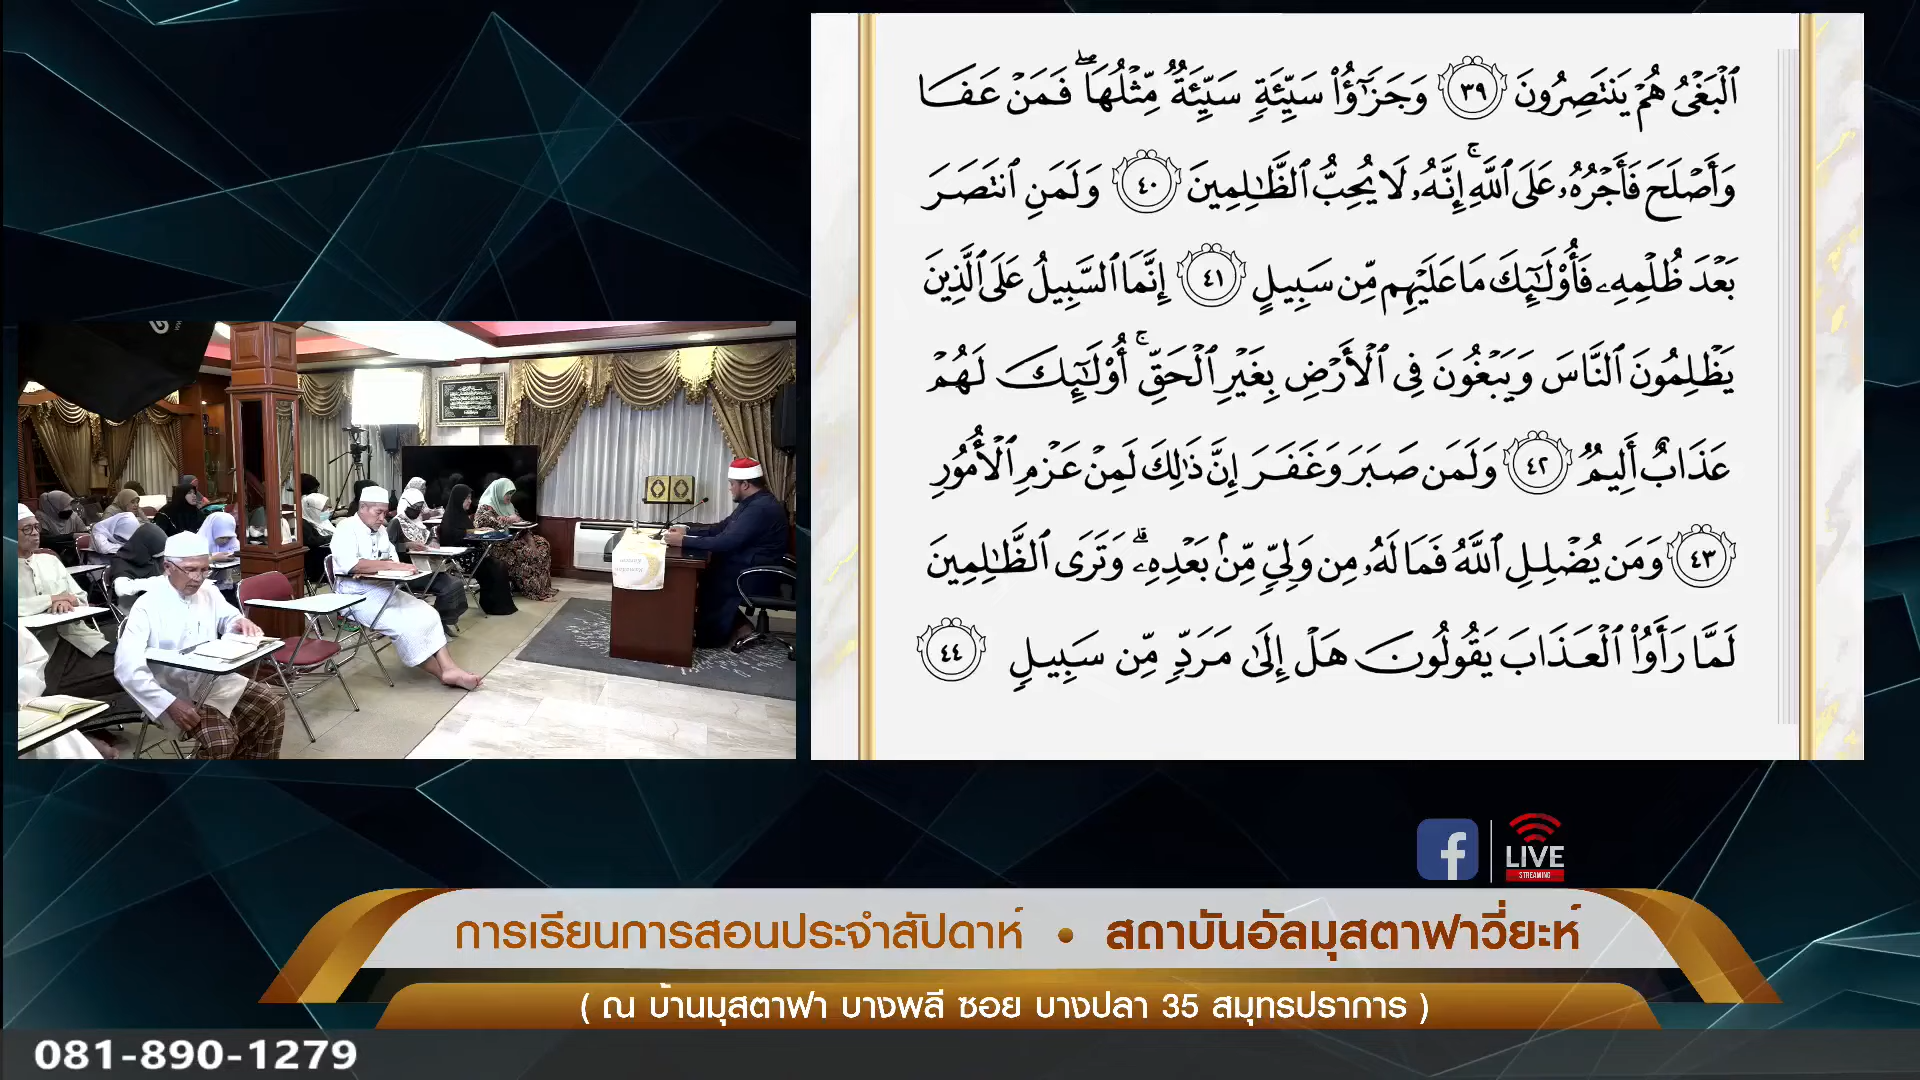 ٱلْبَغْىُ هُمْ يَنتَصِرُونَ ٣٩ وَجَزَٰٓؤُا۟ سَيِّئَةٍ سَيِّئَةٌ مِّثْلُهَا ۖ فَمَنْ عَفَا
وَأَصْلَحَ فَأَجْرُهُۥ عَلَى ٱللَّهِ ۚ إِنَّهُۥ لَا يُحِبُّ ٱلظَّـٰلِمِينَ ٤٠ وَلَمَنِ ٱنتَصَرَ
بَعْدَ ظُلْمِهِۦ فَأُو۟لَـٰٓئِكَ مَا عَلَيْهِم مِّن سَبِيلٍ ٤١ إِنَّمَا ٱلسَّبِيلُ عَلَى ٱلَّذِينَ
يَظْلِمُونَ ٱلنَّاسَ وَيَبْغُونَ فِى ٱلْأَرْضِ بِغَيْرِ ٱلْحَقِّ ۚ أُو۟لَـٰٓئِكَ لَهُمْ
عَذَابٌ أَلِيمٌ ٤٢ وَلَمَن صَبَرَ وَغَفَرَ إِنَّ ذَٰلِكَ لَمِنْ عَزْمِ ٱلْأُمُورِ
٤٣ وَمَن يُضْلِلِ ٱللَّهُ فَمَا لَهُۥ مِن وَلِىٍّ مِّنۢ بَعْدِهِۦ ۗ وَتَرَى ٱلظَّـٰلِمِينَ
لَمَّا رَأَوُا۟ ٱلْعَذَابَ يَقُولُونَ هَلْ إِلَىٰ مَرَدٍّ مِّن سَبِيلٍ ٤٤
LIVE
STREAMING
การเรียนการสอนประจำสัปดาห์ • สถาบันอัลมุสตาฟาวี่ยะห์
( ณ บ้านมุสตาฟา บางพลี ซอย บางปลา 35 สมุทรปราการ )
081-890-1279